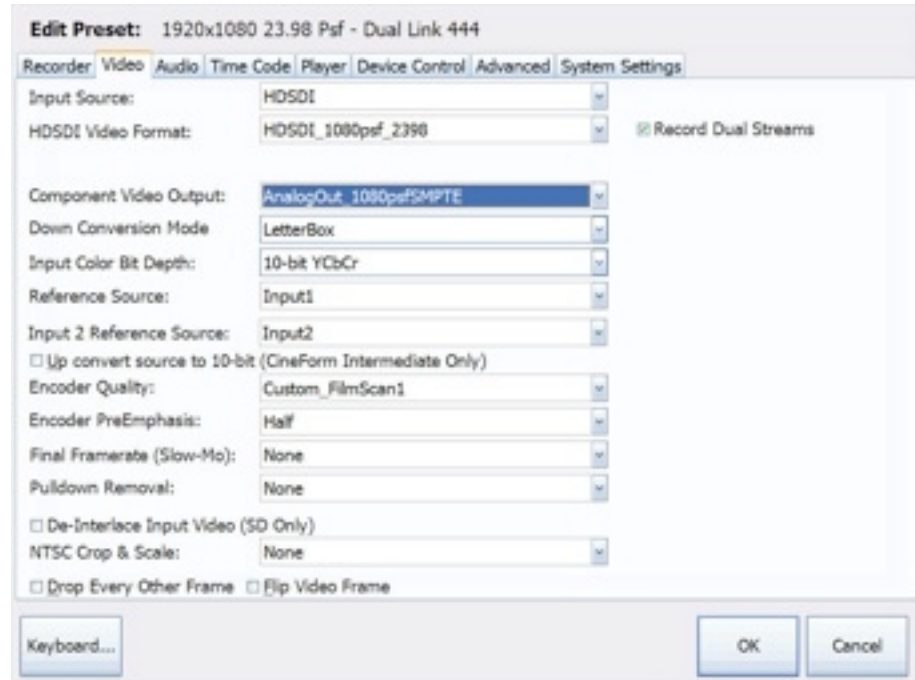 Edit Preset: 1920x1080 23.98 Psf - Dual Link 444
Recorder Video Audio Time Code Player Device Control Advanced System Settings
Input Source: HDSDI
HDSDI Video Format: HDSDI_1080psf_2398 Record Dual Streams
Component Video Output: AnalogOut_1080psfSMPTE
Down Conversion Mode LetterBox
Input Color Bit Depth: 10-bit YCbCr
Reference Source: Input1
Input 2 Reference Source: Input2
Up convert source to 10-bit (CineForm Intermediate Only)
Encoder Quality: Custom_FilmScan1
Encoder PreEmphasis: Half
Final Framerate (Slow-Mo): None
Pulldown Removal: None
De-Interlace Input Video (SD Only)
NTSC Crop & Scale: None
Drop Every Other Frame Flip Video Frame
Keyboard... OK Cancel